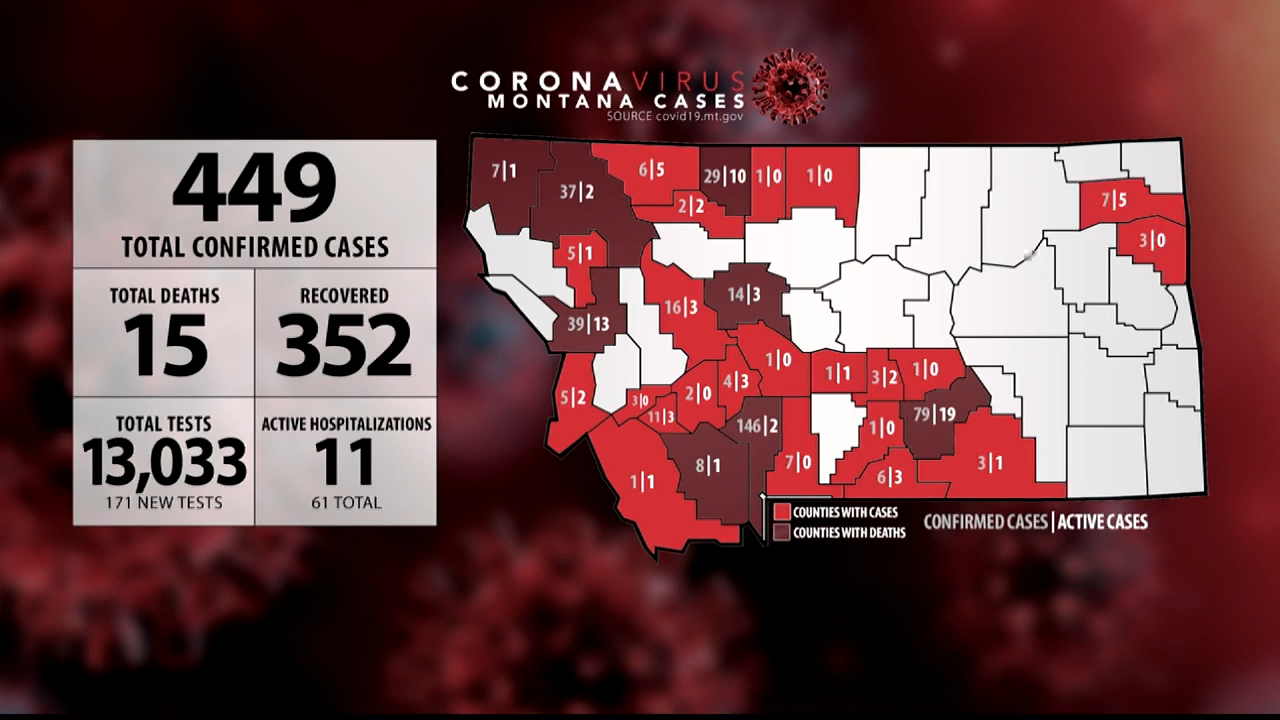 CORONAVIRUS
MONTANA CASES
SOURCE covid19.mt.gov
449
TOTAL CONFIRMED CASES
TOTAL DEATHS
15
RECOVERED
352
TOTAL TESTS
13,033
171 NEW TESTS
ACTIVE HOSPITALIZATIONS
11
61 TOTAL
7|1
37|2
6|5
29|10
1|0
1|0
2|2
7|5
3|0
5|1
16|3
14|3
39|13
1|0
1|1
3|2
1|0
5|2
3|0
11|3
2|0
4|3
146|2
1|0
79|19
1|1
8|1
7|0
6|3
3|1
COUNTIES WITH CASES
COUNTIES WITH DEATHS
CONFIRMED CASES|ACTIVE CASES